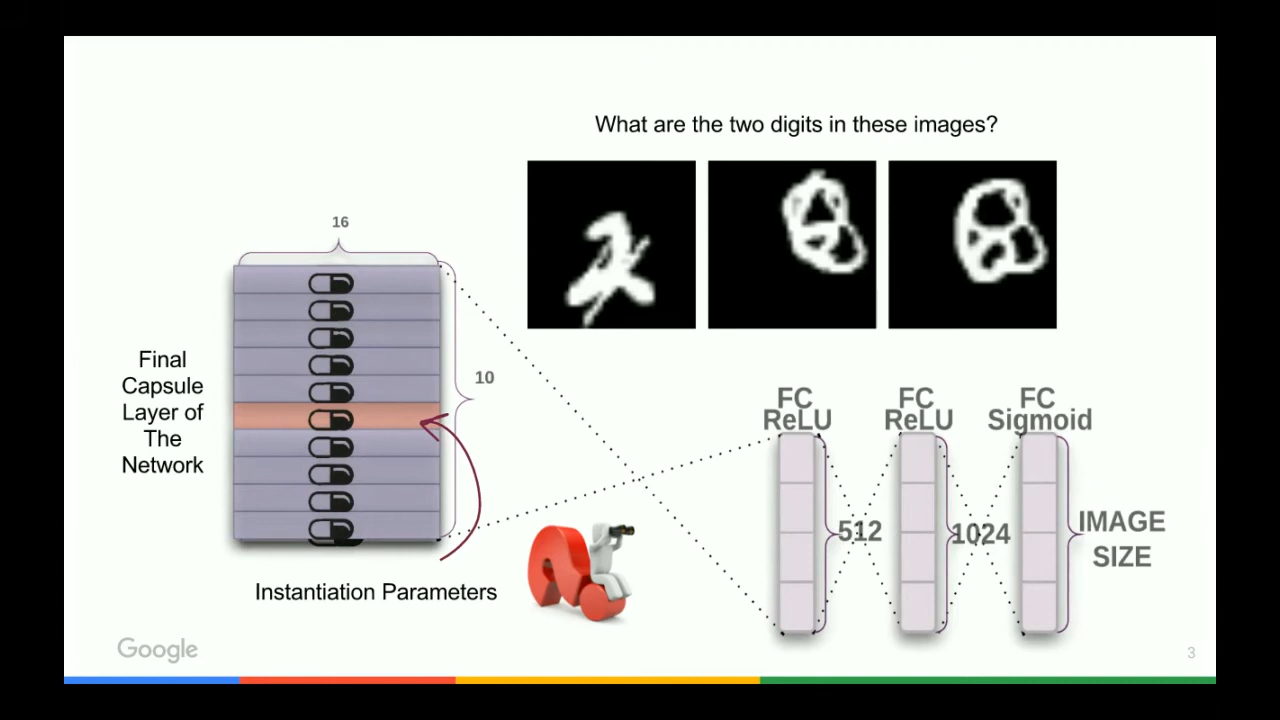 What are the two digits in these images?
16
10
Final
Capsule
Layer of
The
Network
Instantiation Parameters
FC
ReLU
FC
ReLU
FC
Sigmoid
512
1024
IMAGE
SIZE
Google
3